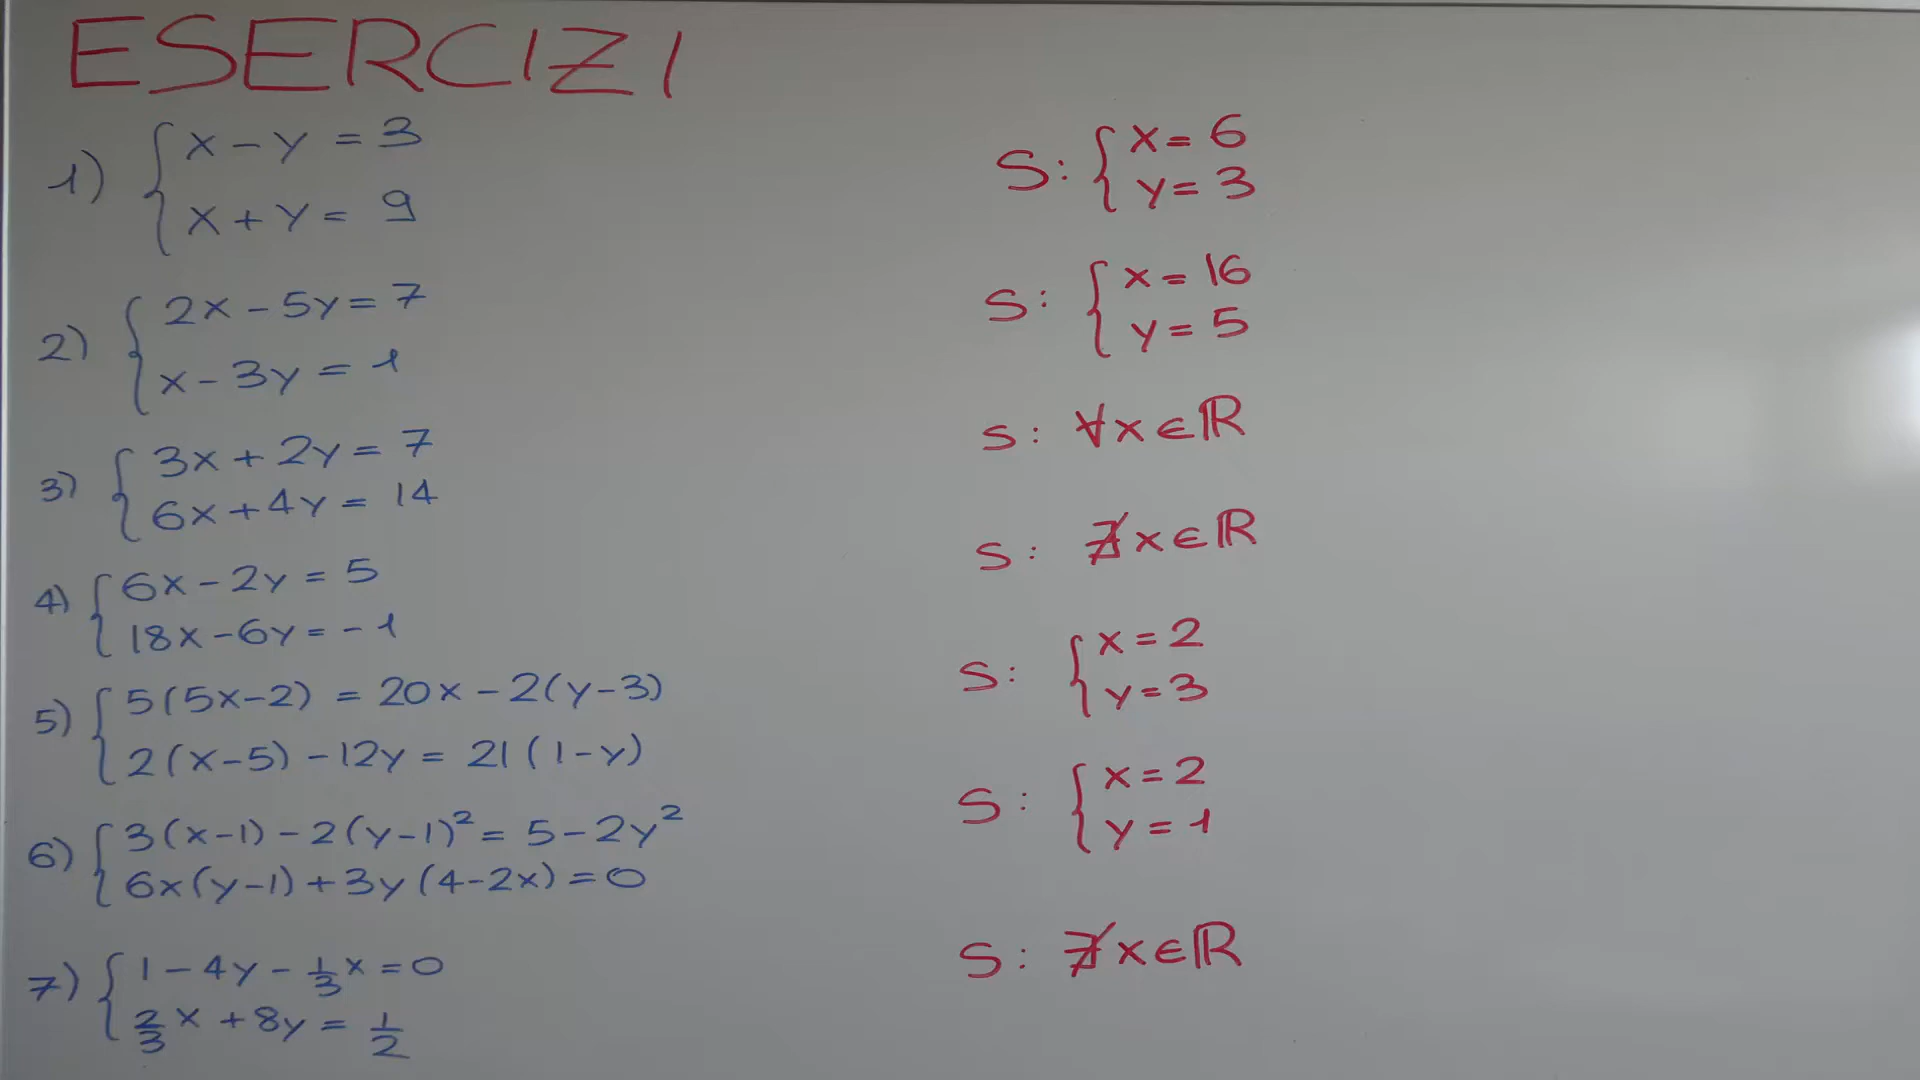 ESERCIZI
1) { x - y = 3
x + y = 9
S: { x = 6
y = 3
2) { 2x - 5y = 7
x - 3y = 1
S: { x = 16
y = 5
3) { 3x + 2y = 7
6x + 4y = 14
S: ∀x∈ℝ
4) { 6x - 2y = 5
18x - 6y = -1
S: ∄x∈ℝ
5) { 5(5x-2) = 20x - 2(y-3)
2(x-5) - 12y = 21(1-y)
S: { x = 2
y = 3
6) { 3(x-1) - 2(y-1)² = 5 - 2y²
6x(y-1) + 3y(4-2x) = 0
S: { x = 2
y = 1
7) { 1 - 4y - 1/3 x = 0
2/3 x + 8y = 1/2
S: ∄x∈ℝ